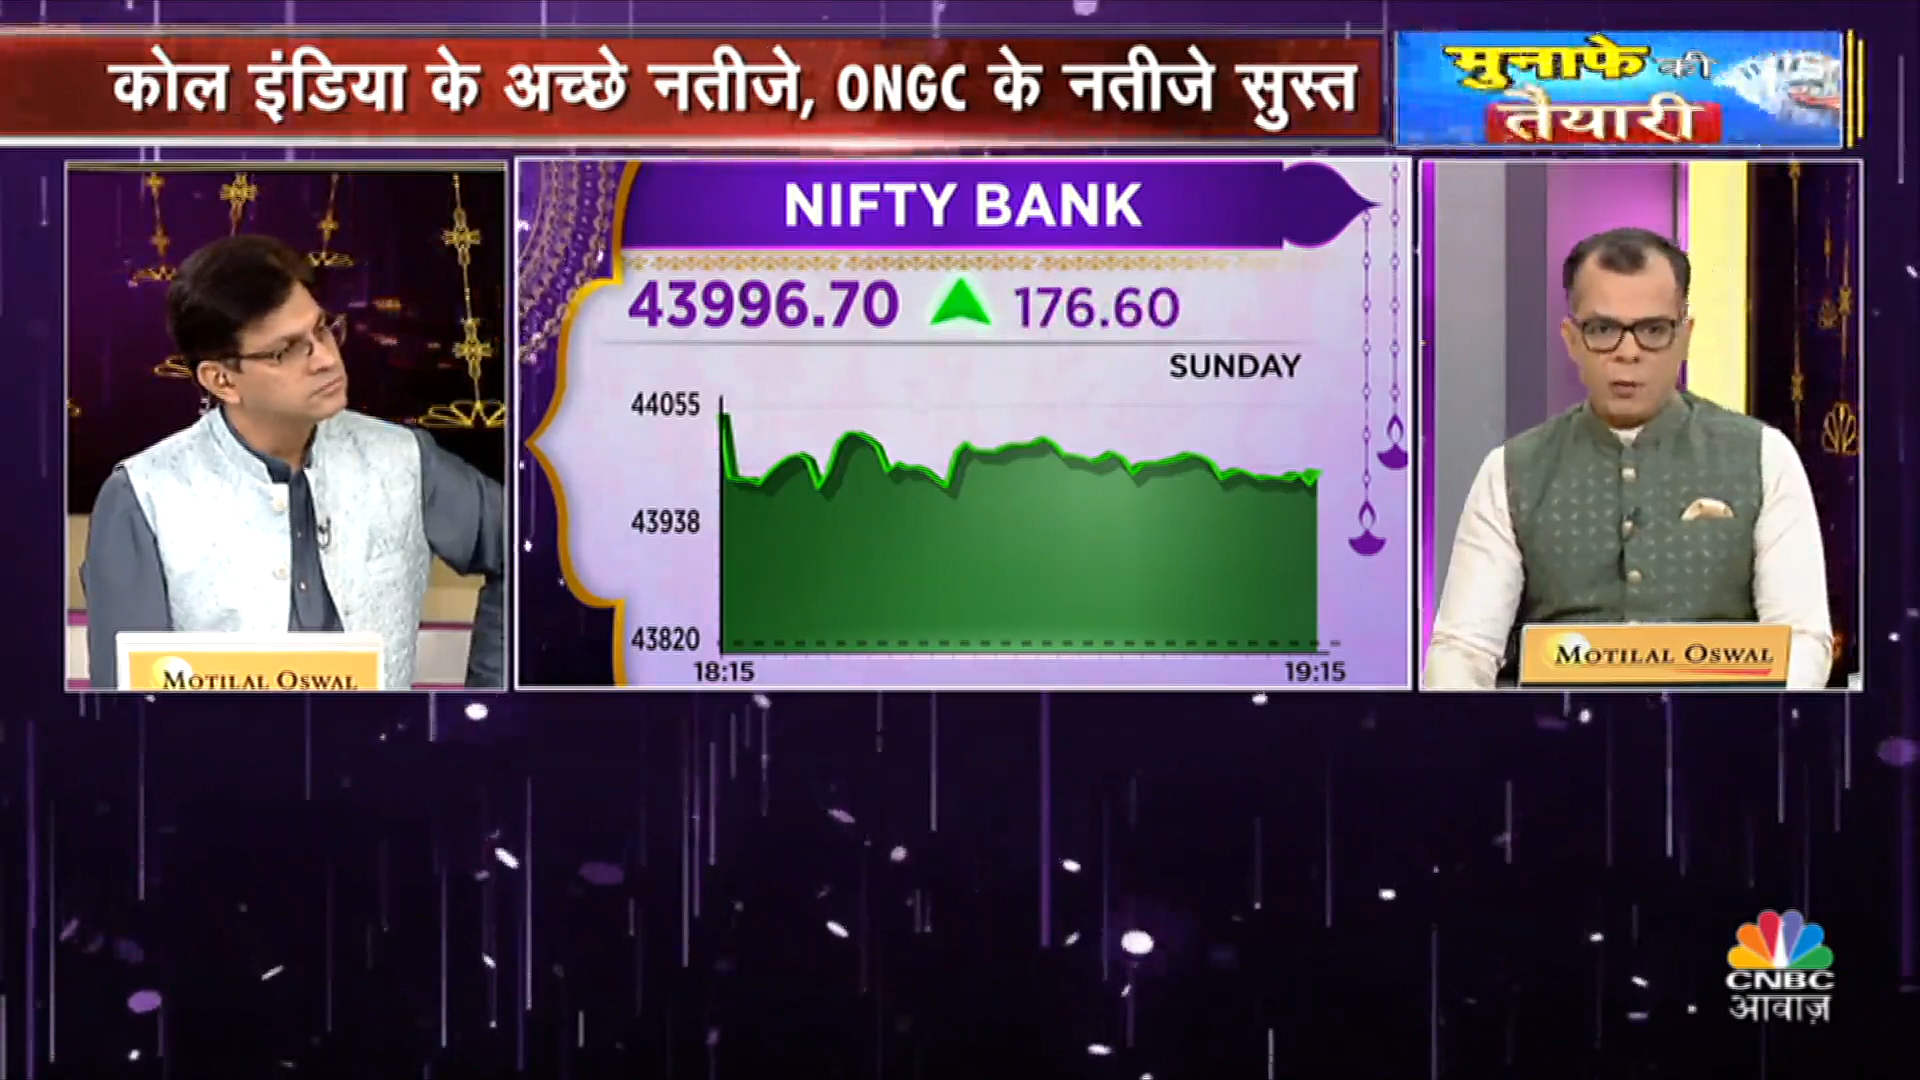 कोल इंडिया के अच्छे नतीजे, ONGC के नतीजे सुस्त
मुनाफे की
तैयारी
NIFTY BANK
43996.70 ▲ 176.60
SUNDAY
44055
43938
43820
18:15 19:15
MOTILAL OSWAL
MOTILAL OSWAL
CNBC
आवाज़